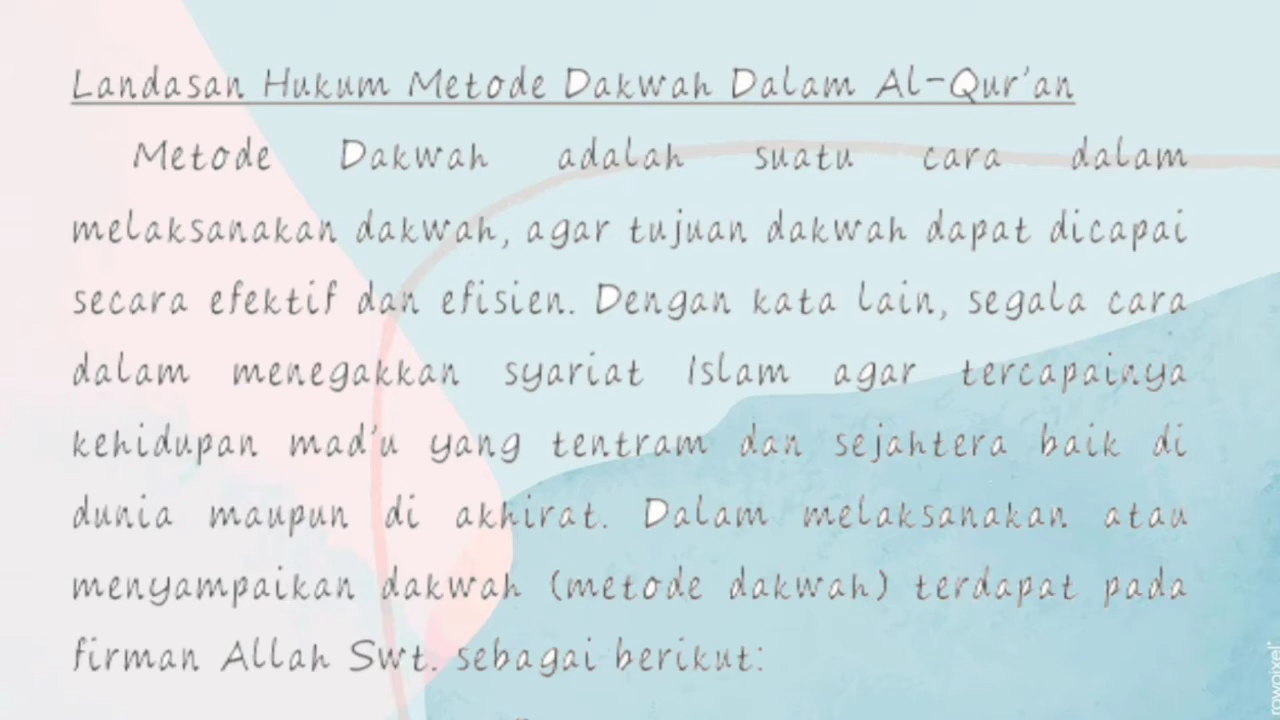 Landasan Hukum Metode Dakwah Dalam Al-Qur'an
Metode Dakwah adalah suatu cara dalam
melaksanakan dakwah, agar tujuan dakwah dapat dicapai
secara efektif dan efisien. Dengan kata lain, segala cara
dalam menegakkan syariat Islam agar tercapainya
kehidupan mad'u yang tentram dan sejahtera baik di
dunia maupun di akhirat. Dalam melaksanakan atau
menyampaikan dakwah (metode dakwah) terdapat pada
firman Allah Swt. sebagai berikut:
rawpixel